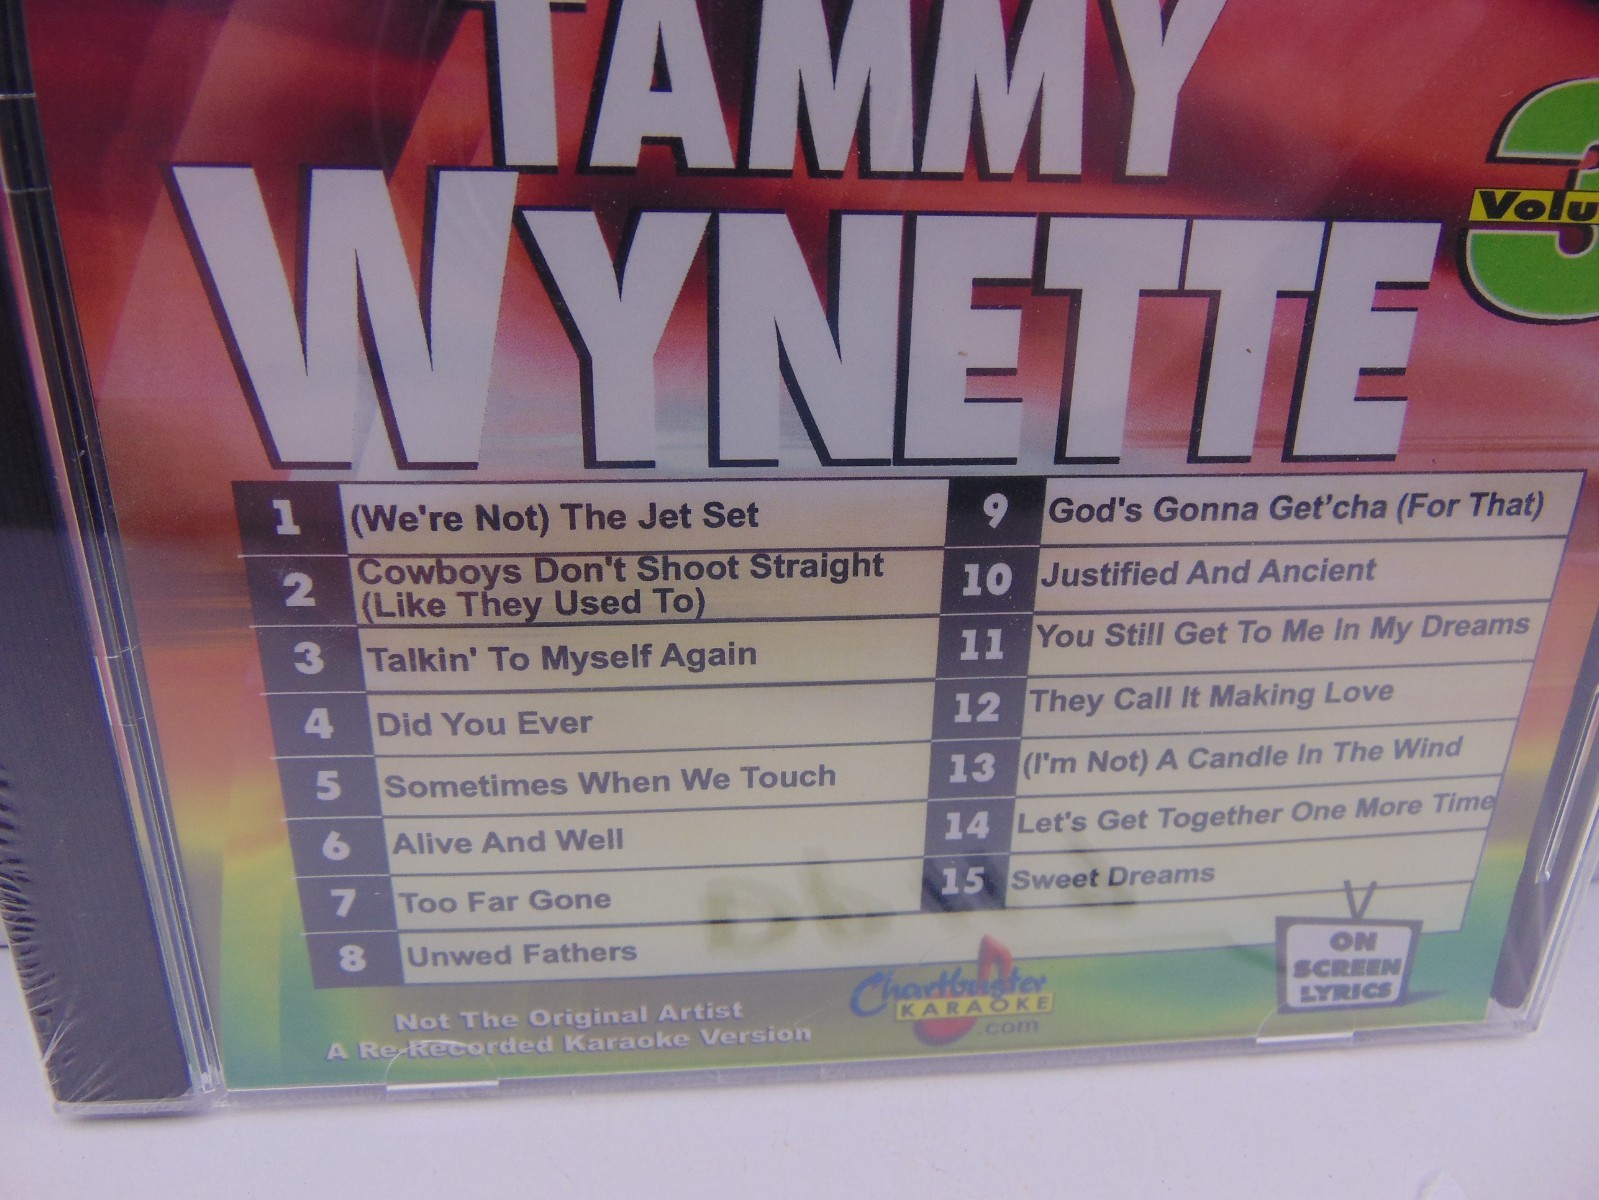 TAMMY
WYNETTE
3
1 (We're Not) The Jet Set
2 Cowboys Don't Shoot Straight
(Like They Used To)
3 Talkin' To Myself Again
4 Did You Ever
5 Sometimes When We Touch
6 Alive And Well
7 Too Far Gone
8 Unwed Fathers
9 God's Gonna Get'cha (For That)
10 Justified And Ancient
11 You Still Get To Me In My Dreams
12 They Call It Making Love
13 (I'm Not) A Candle In The Wind
14 Let's Get Together One More Time
15 Sweet Dreams
Not The Original Artist
A Re-Recorded Karaoke Version
Chartbuster
KARAOKE
.com
ON
SCREEN
LYRICS